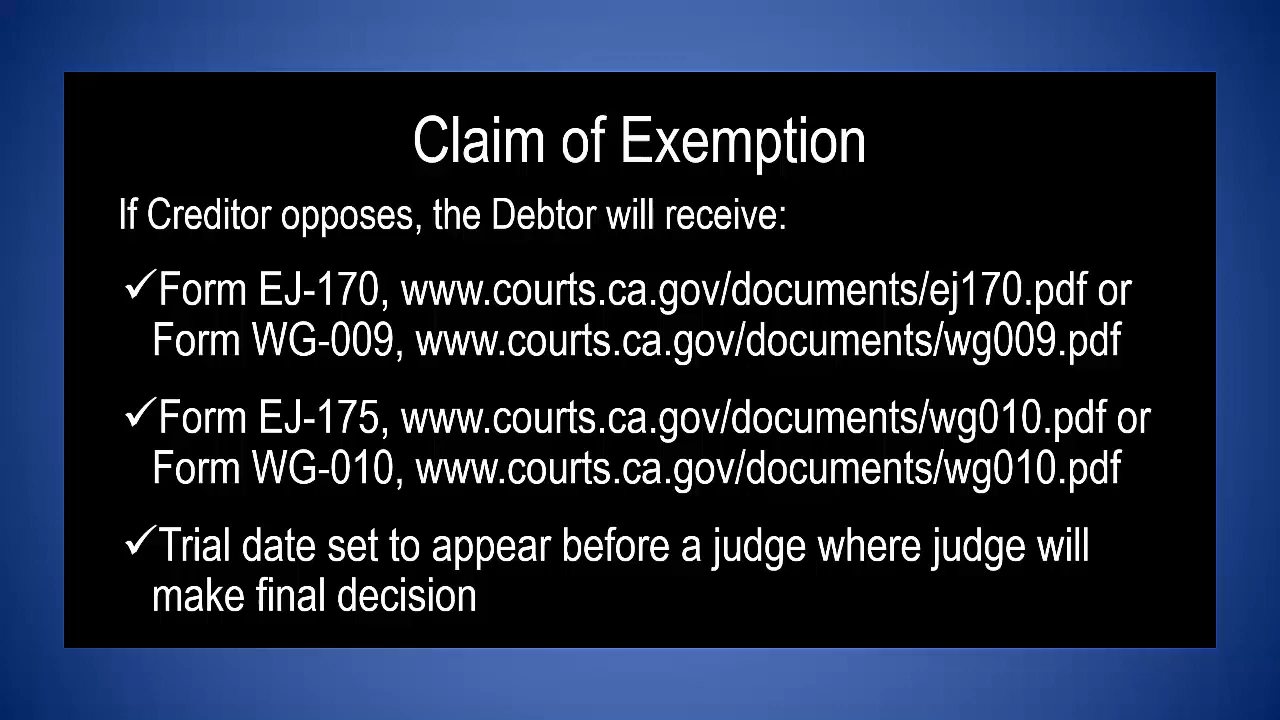 Claim of Exemption
If Creditor opposes, the Debtor will receive:
✓Form EJ-170, www.courts.ca.gov/documents/ej170.pdf or
Form WG-009, www.courts.ca.gov/documents/wg009.pdf
✓Form EJ-175, www.courts.ca.gov/documents/wg010.pdf or
Form WG-010, www.courts.ca.gov/documents/wg010.pdf
✓Trial date set to appear before a judge where judge will
make final decision